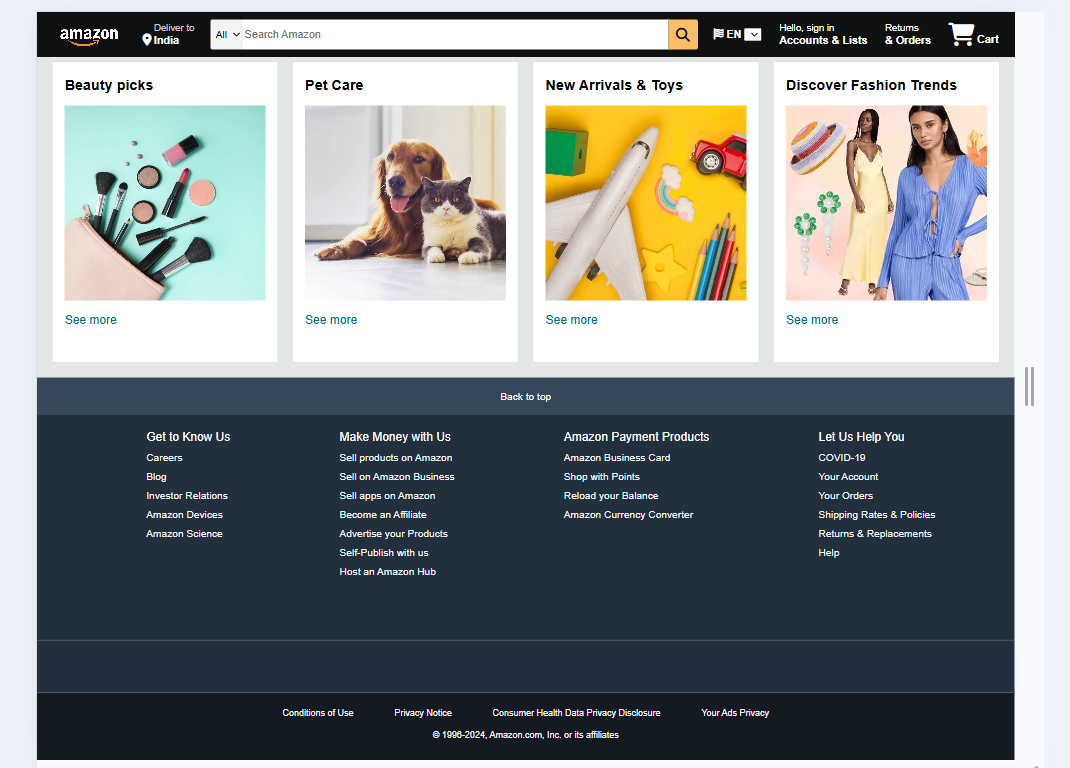 amazon
Deliver to
India
All
Search Amazon
EN
Hello, sign in
Accounts & Lists
Returns
& Orders
Cart
Beauty picks
Pet Care
New Arrivals & Toys
Discover Fashion Trends
See more
See more
See more
See more
Back to top
Get to Know Us
Careers
Blog
Investor Relations
Amazon Devices
Amazon Science
Make Money with Us
Sell products on Amazon
Sell on Amazon Business
Sell apps on Amazon
Become an Affiliate
Advertise your Products
Self-Publish with us
Host an Amazon Hub
Amazon Payment Products
Amazon Business Card
Shop with Points
Reload your Balance
Amazon Currency Converter
Let Us Help You
COVID-19
Your Account
Your Orders
Shipping Rates & Policies
Returns & Replacements
Help
Conditions of Use
Privacy Notice
Consumer Health Data Privacy Disclosure
Your Ads Privacy
© 1996-2024, Amazon.com, Inc. or its affiliates